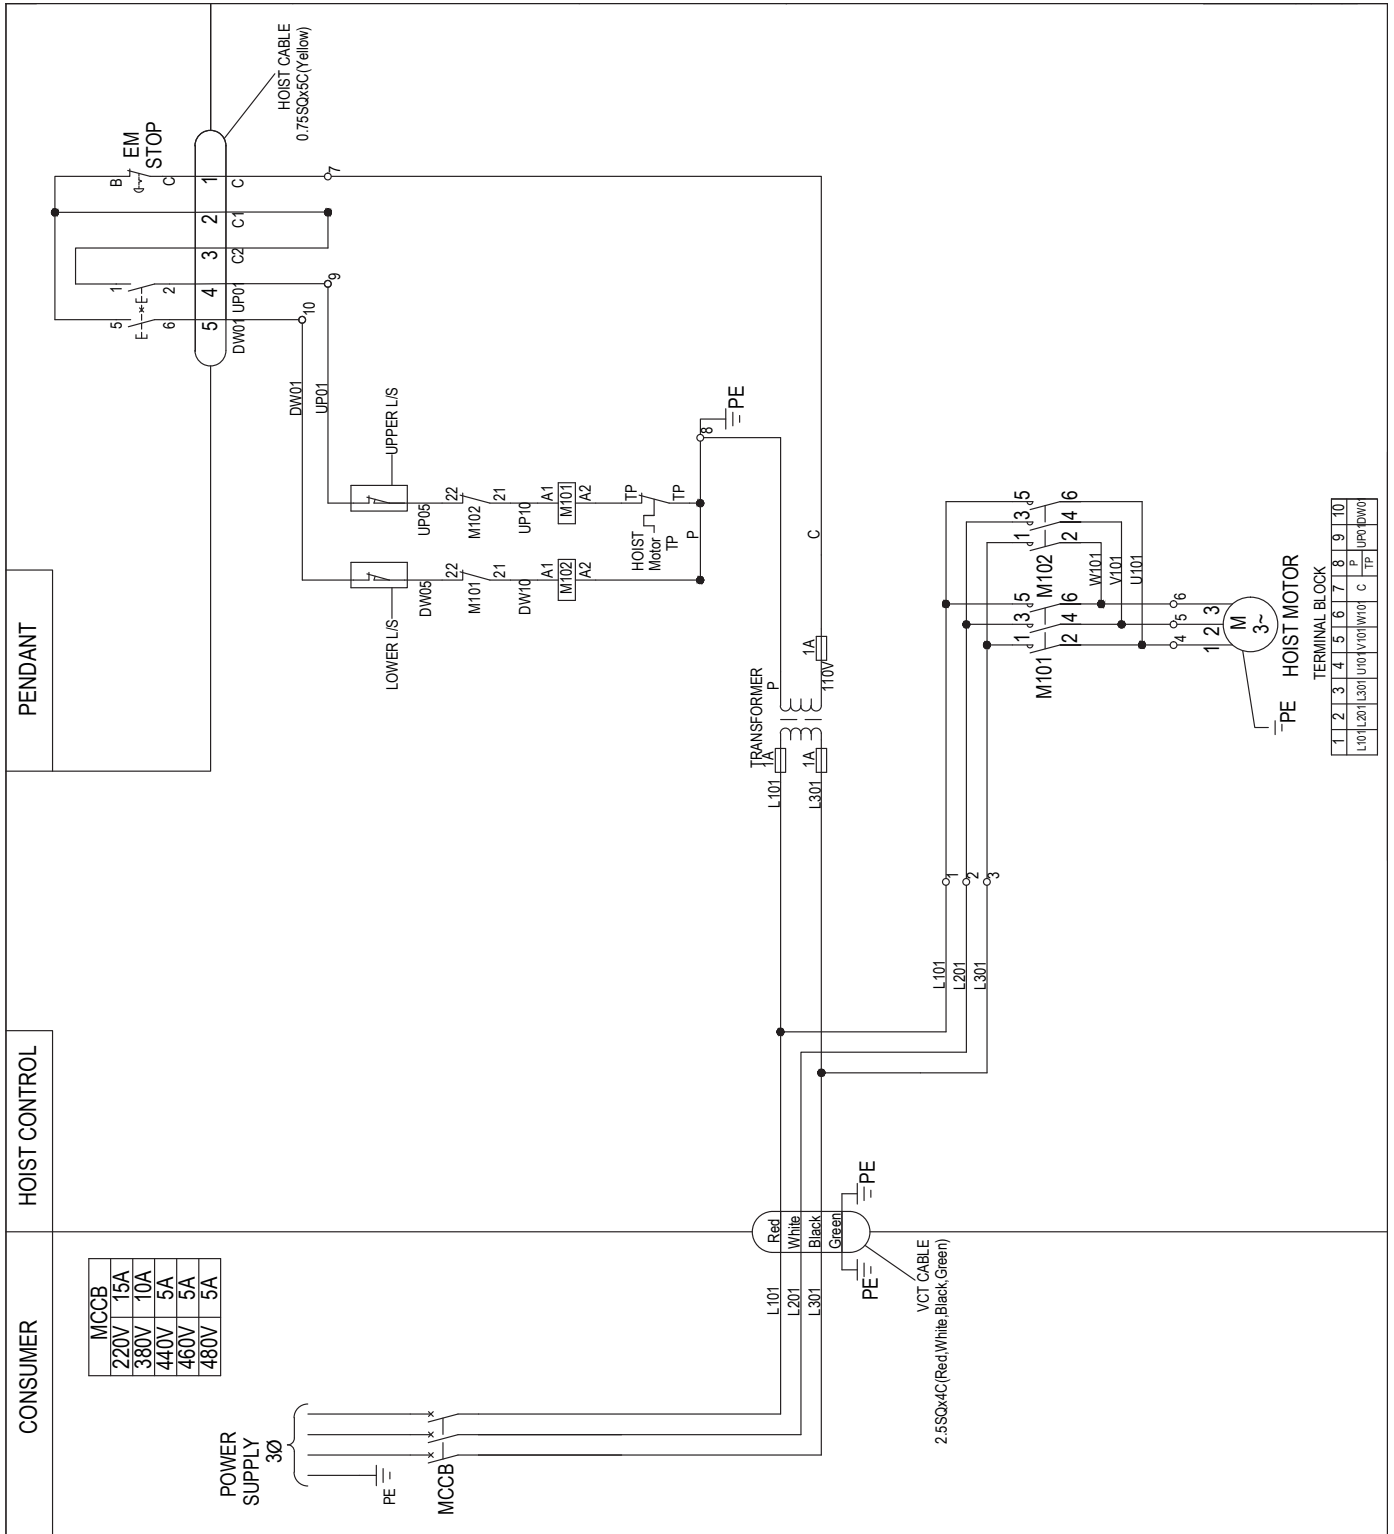 CONSUMER
HOIST CONTROL
PENDANT
MCCB
220V 15A
380V 10A
440V 5A
460V 5A
480V 5A
POWER
SUPPLY
3Ø
PE
MCCB
L101
L201
L301
Red
White
Black
Green
PE
PE
VCT CABLE
2.5SQx4C(Red,White,Black,Green)
HOIST CABLE
0.75SQx5C(Yellow)
EM
STOP
B
C
5
1
E
E
6
2
5
4
3
2
1
DW01
UP01
C2
C1
C
10
9
7
DW01
UP01
LOWER L/S
UPPER L/S
DW05
UP05
22
M101
21
22
M102
21
DW10
UP10
A1
M102
A2
A1
M101
A2
HOIST
Motor
TP
TP
TP
P
8
PE
C
TRANSFORMER
P
1A
1A
1A
110V
L101
L301
L101
L201
L301
1
2
3
1 3 5
M101
2 4 6
1 3 5
M102
2 4 6
W101
V101
U101
4
5
6
1 2 3
M
3~
PE
HOIST MOTOR
TERMINAL BLOCK
1 2 3 4 5 6 7 8 9 10
L101 L201 L301 U101 V101 W101 C P UP01 DW01
TP